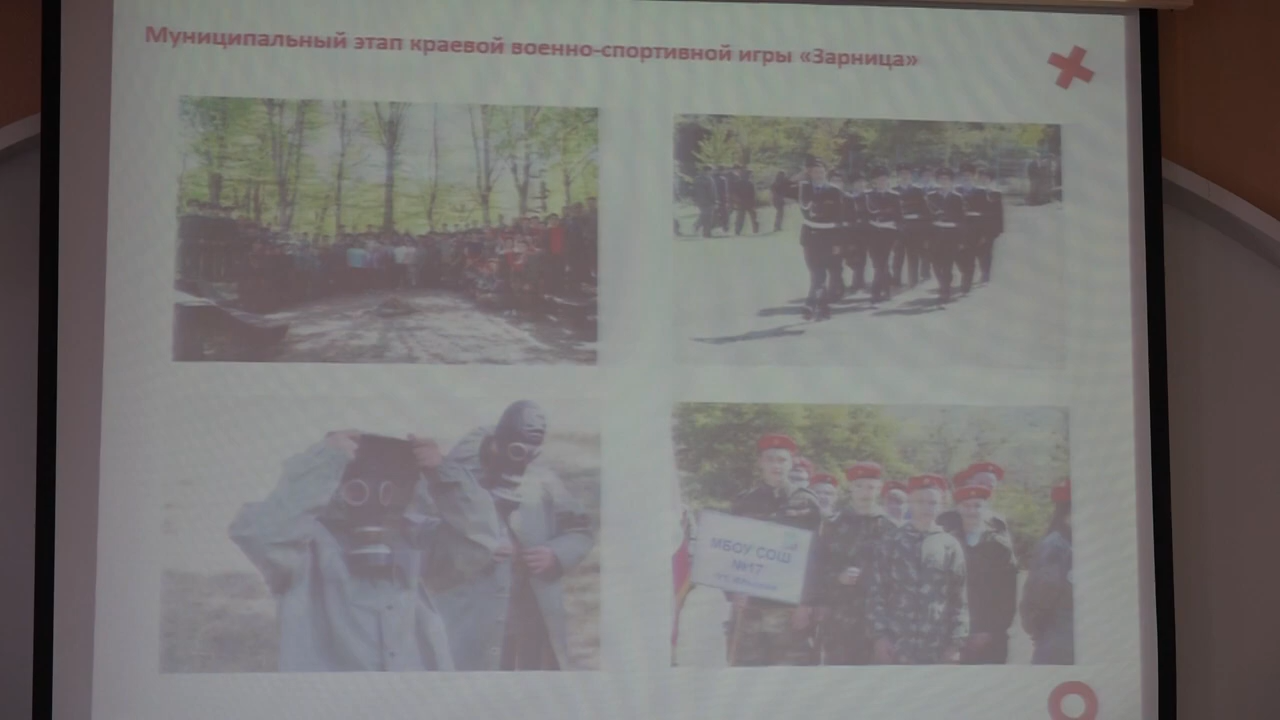 Муниципальный этап краевой военно-спортивной игры «Зарница»
МБОУ СОШ
№17